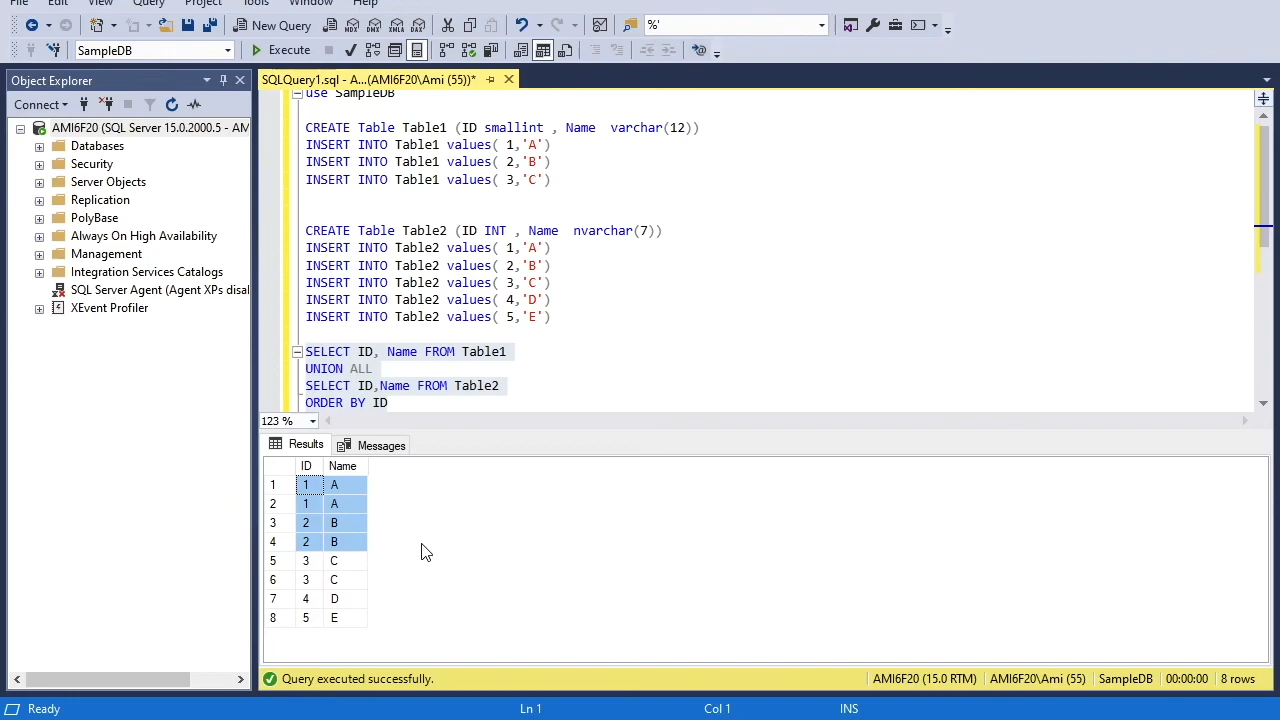 File Edit View Query Project Tools Window Help
New Query MDX DMX XMLA DAX %'
SampleDB Execute
Object Explorer
SQLQuery1.sql - A...(AMI6F20\Ami (55))*
Connect
AMI6F20 (SQL Server 15.0.2000.5 - AM
Databases
Security
Server Objects
Replication
PolyBase
Always On High Availability
Management
Integration Services Catalogs
SQL Server Agent (Agent XPs disal
XEvent Profiler
use SampleDB
CREATE Table Table1 (ID smallint , Name varchar(12))
INSERT INTO Table1 values( 1,'A')
INSERT INTO Table1 values( 2,'B')
INSERT INTO Table1 values( 3,'C')
CREATE Table Table2 (ID INT , Name nvarchar(7))
INSERT INTO Table2 values( 1,'A')
INSERT INTO Table2 values( 2,'B')
INSERT INTO Table2 values( 3,'C')
INSERT INTO Table2 values( 4,'D')
INSERT INTO Table2 values( 5,'E')
SELECT ID, Name FROM Table1
UNION ALL
SELECT ID,Name FROM Table2
ORDER BY ID
123 %
Results Messages
ID Name
1 1 A
2 1 A
3 2 B
4 2 B
5 3 C
6 3 C
7 4 D
8 5 E
Query executed successfully. AMI6F20 (15.0 RTM) AMI6F20\Ami (55) SampleDB 00:00:00 8 rows
Ready Ln 1 Col 1 INS